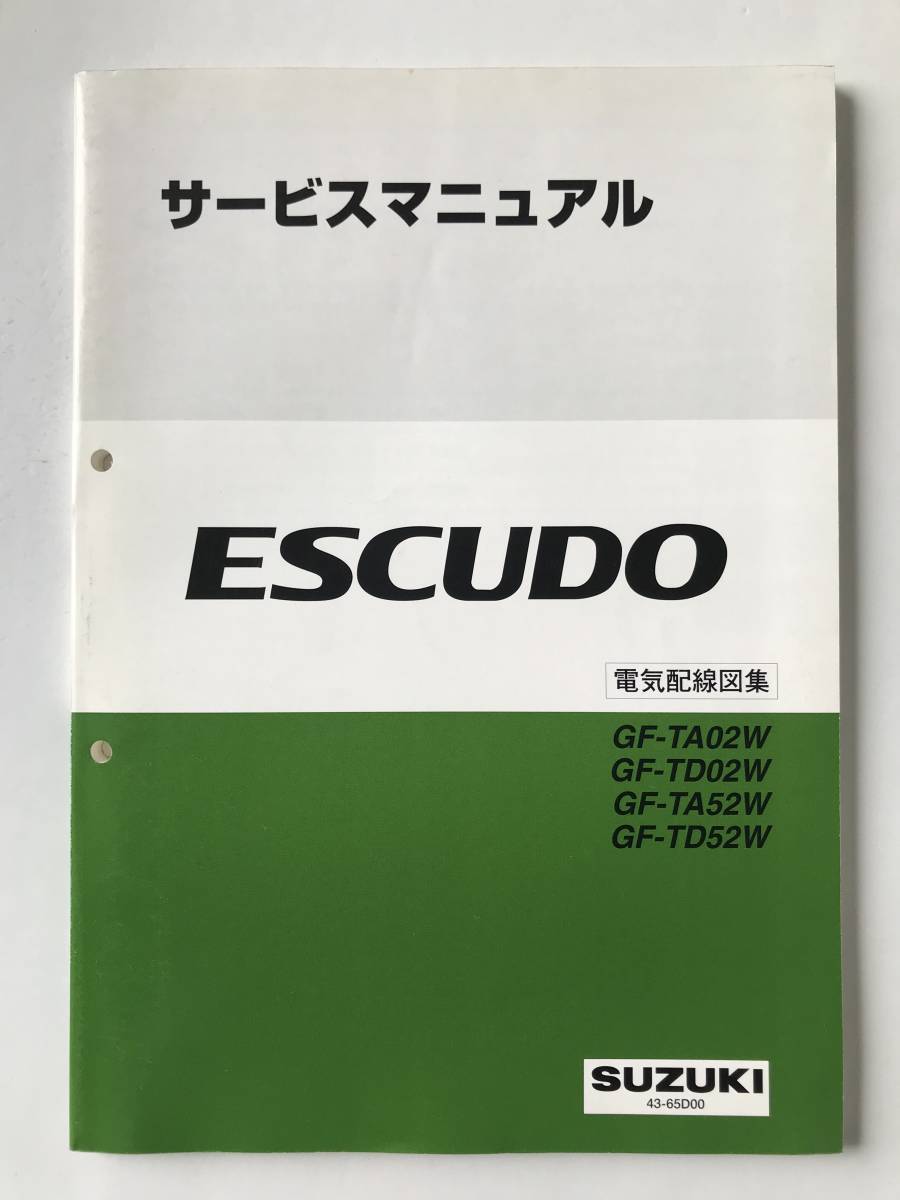 サービスマニュアル
ESCUDO
電気配線図集
GF-TA02W
GF-TD02W
GF-TA52W
GF-TD52W
SUZUKI
43-65D00